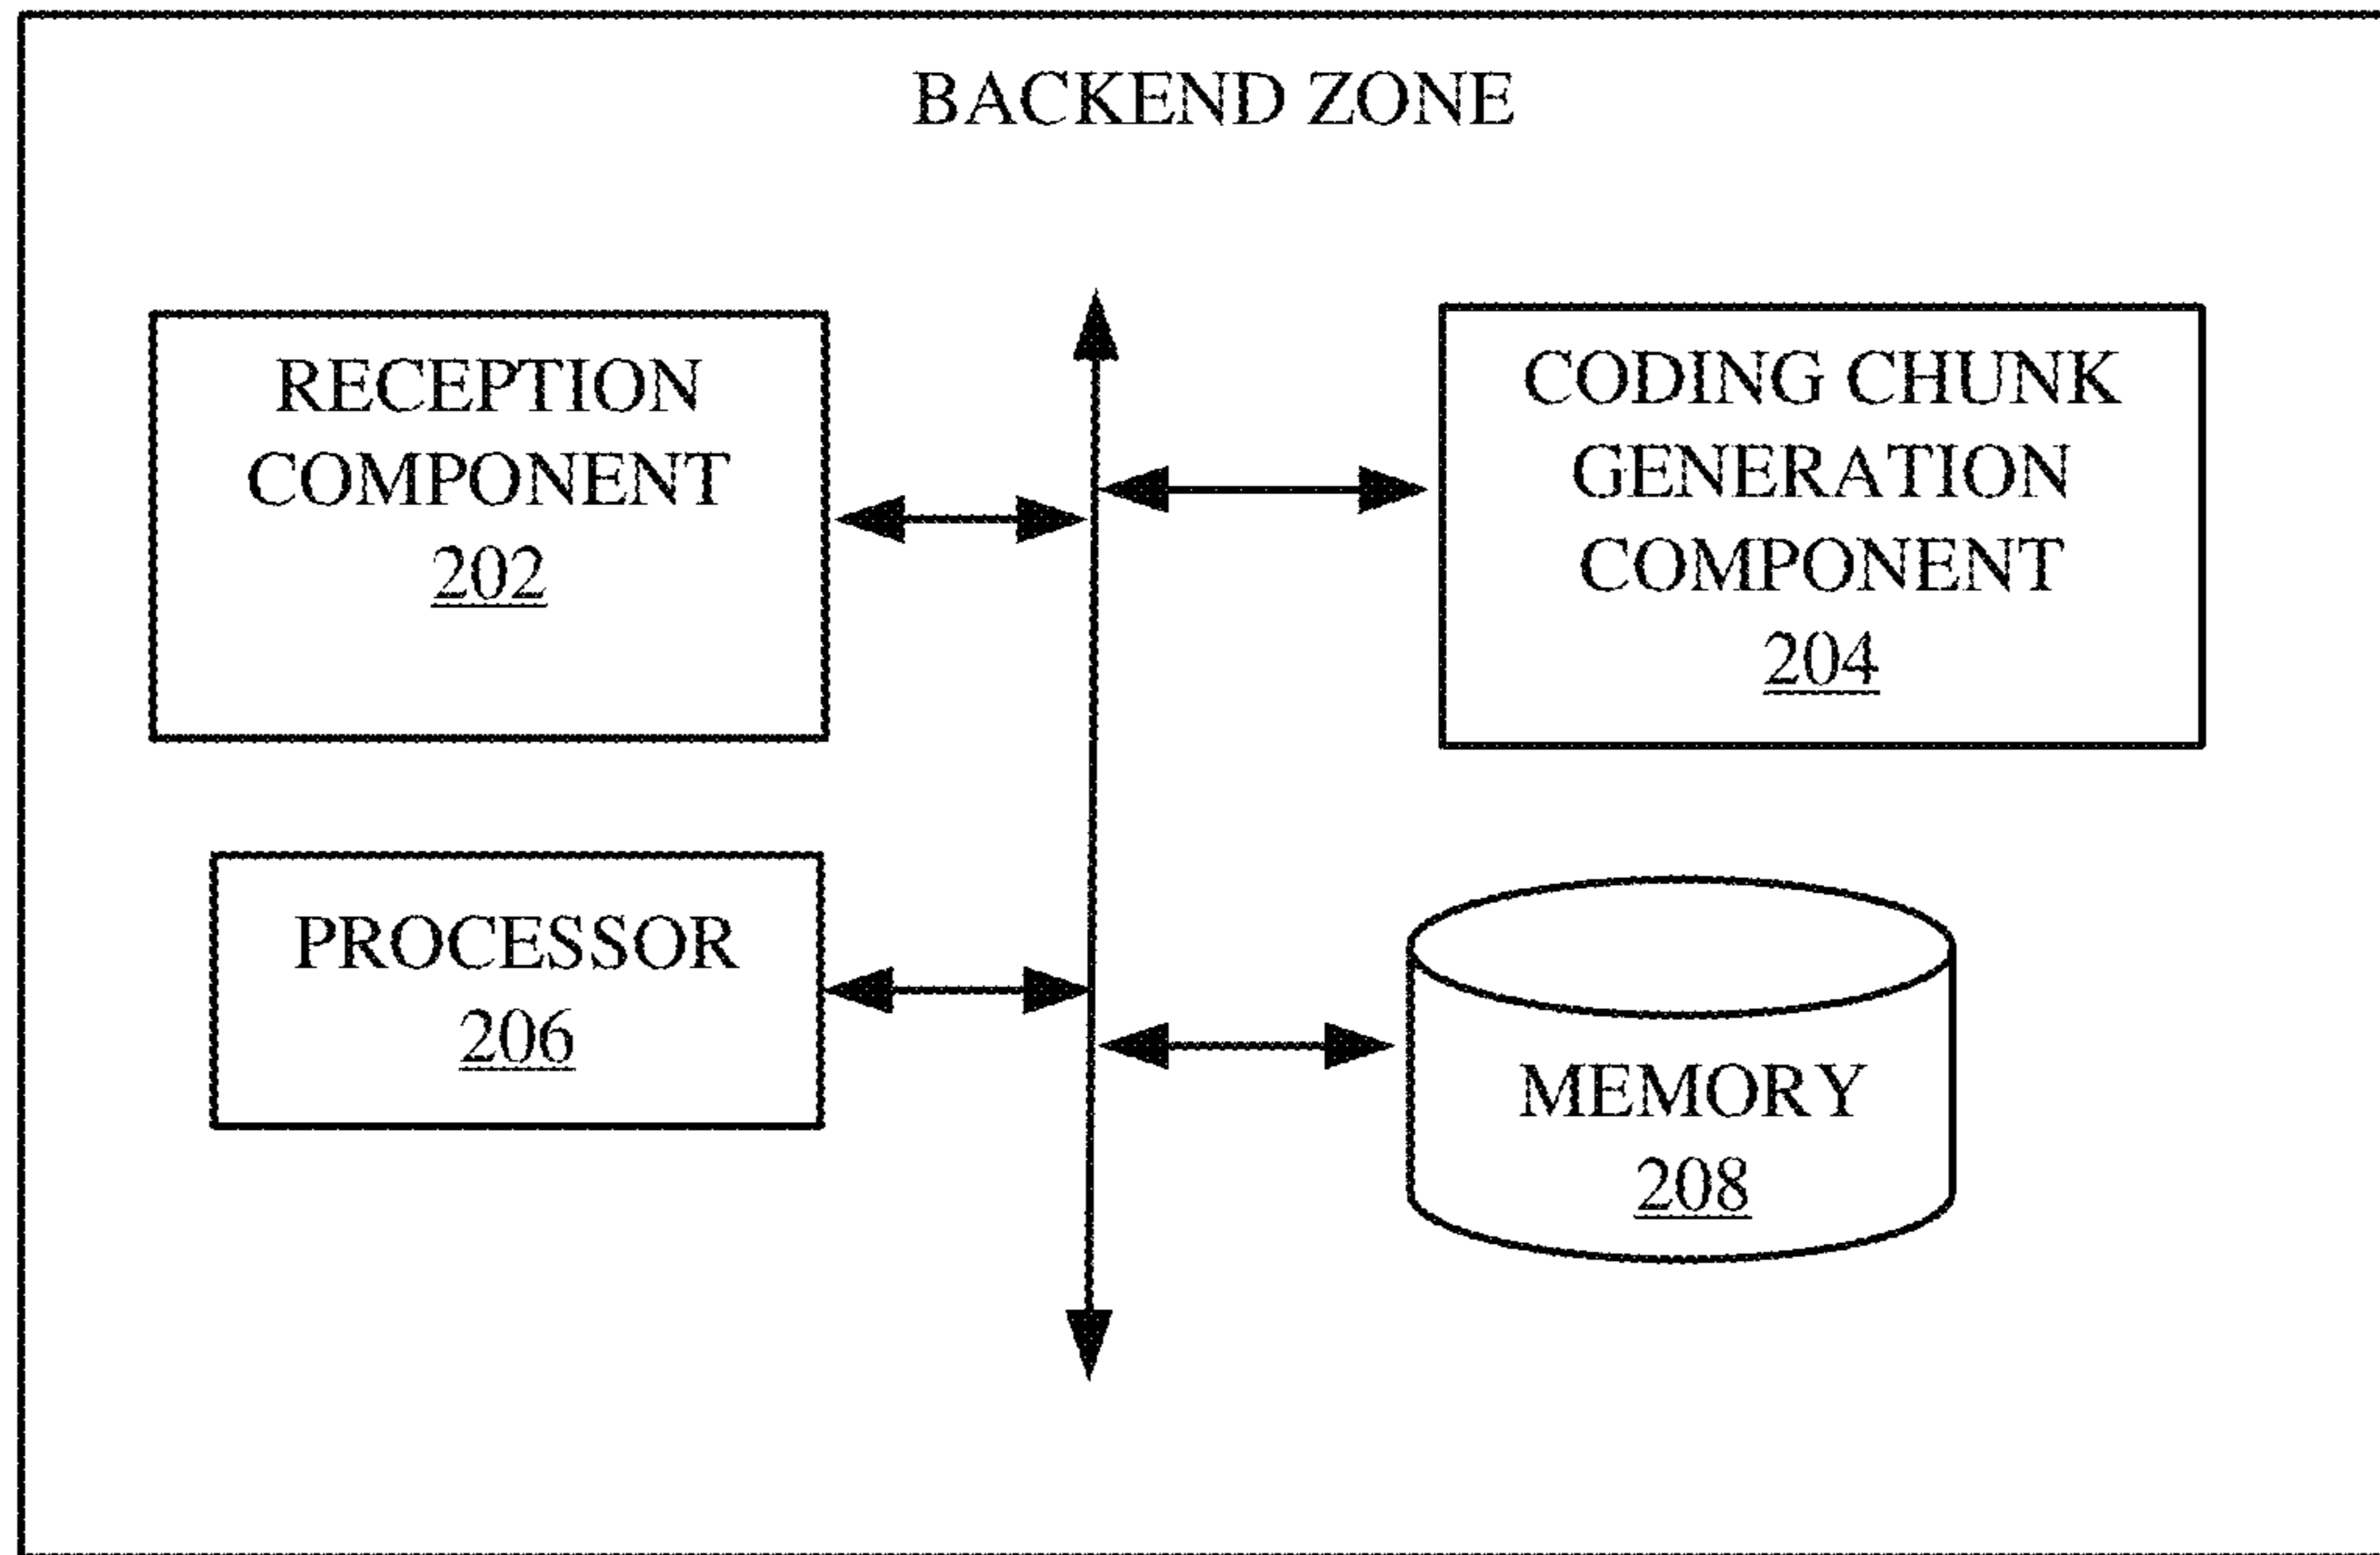 BACKEND ZONE
RECEPTION
COMPONENT
202
CODING CHUNK
GENERATION
COMPONENT
204
PROCESSOR
206
MEMORY
208